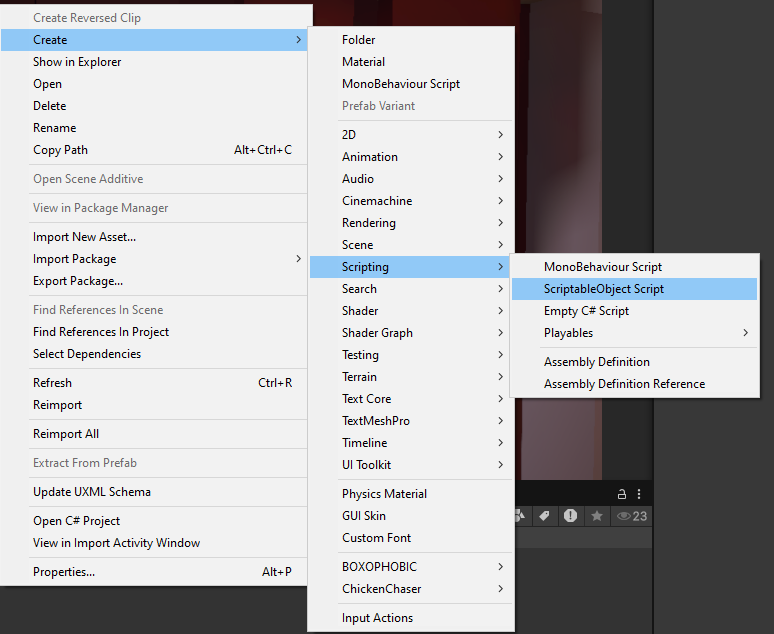 Create Reversed Clip
Create
Show in Explorer
Open
Delete
Rename
Copy Path Alt+Ctrl+C
Open Scene Additive
View in Package Manager
Import New Asset...
Import Package
Export Package...
Find References In Scene
Find References In Project
Select Dependencies
Refresh Ctrl+R
Reimport
Reimport All
Extract From Prefab
Update UXML Schema
Open C# Project
View in Import Activity Window
Properties... Alt+P
Folder
Material
MonoBehaviour Script
Prefab Variant
2D
Animation
Audio
Cinemachine
Rendering
Scene
Scripting
Search
Shader
Shader Graph
Testing
Terrain
Text Core
TextMeshPro
Timeline
UI Toolkit
Physics Material
GUI Skin
Custom Font
BOXOPHOBIC
ChickenChaser
Input Actions
MonoBehaviour Script
ScriptableObject Script
Empty C# Script
Playables
Assembly Definition
Assembly Definition Reference
23